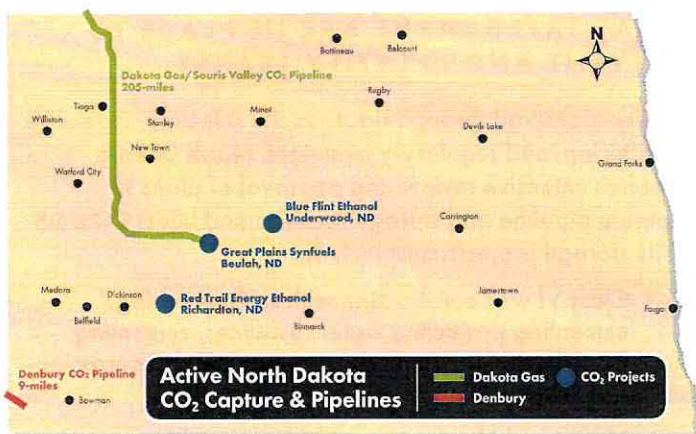 Bottineau
Belcourt
N
Dakota Gas/Souris Valley CO₂ Pipeline
205-miles
Tioga
Stanley
Minot
Rugby
Williston
New Town
Devils Lake
Watford City
Grand Forks
Blue Flint Ethanol
Underwood, ND
Carrington
Great Plains Synfuels
Beulah, ND
Medora
Dickinson
Belfield
Red Trail Energy Ethanol
Richardton, ND
Bismarck
Jamestown
Fargo
Denbury CO₂ Pipeline
9-miles
Bowman
Active North Dakota
CO₂ Capture & Pipelines
Dakota Gas
CO₂ Projects
Denbury